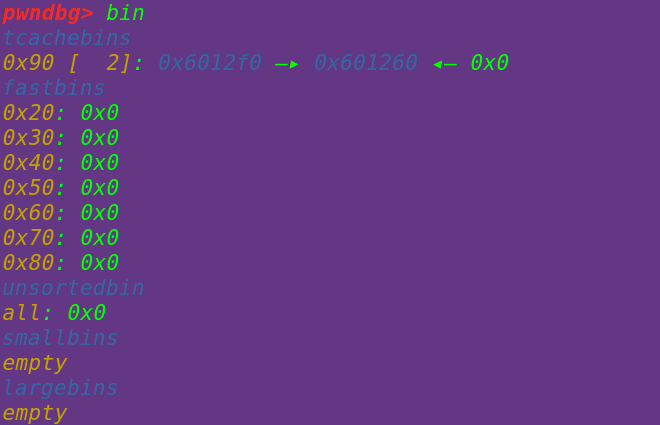 pwndbg> bin
tcachebins
0x90 [  2]: 0x6012f0 —▸ 0x601260 ◂— 0x0
fastbins
0x20: 0x0
0x30: 0x0
0x40: 0x0
0x50: 0x0
0x60: 0x0
0x70: 0x0
0x80: 0x0
unsortedbin
all: 0x0
smallbins
empty
largebins
empty